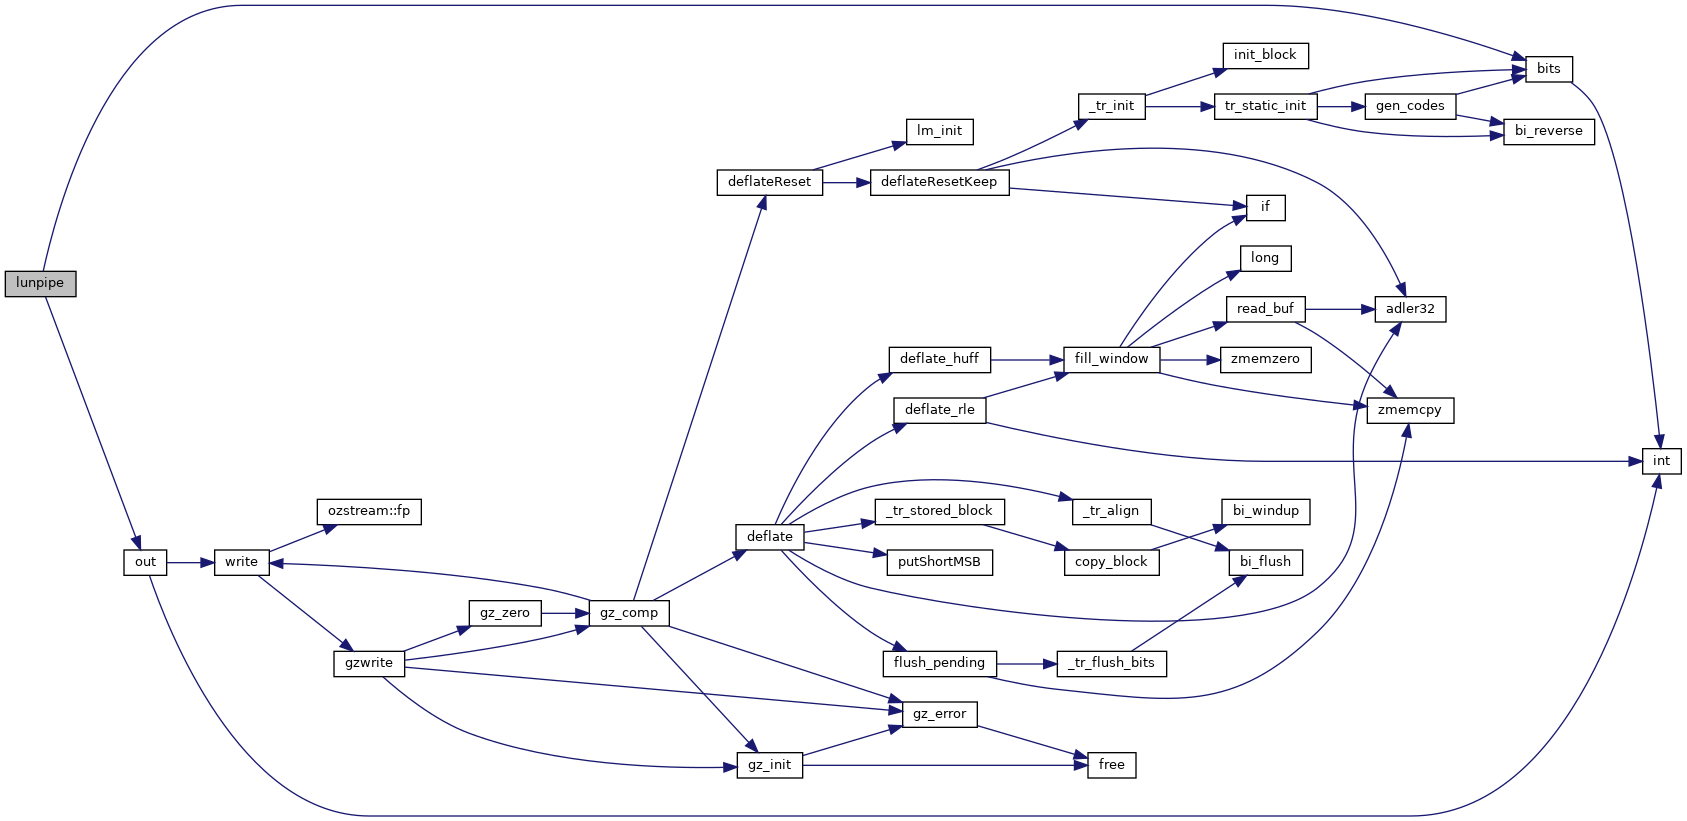 lunpipe
out
write
ozstream::fp
gzwrite
gz_zero
gz_comp
deflateReset
lm_init
deflateResetKeep
_tr_init
init_block
tr_static_init
gen_codes
bits
bi_reverse
if
long
read_buf
adler32
deflate_huff
fill_window
zmemzero
deflate_rle
zmemcpy
int
deflate
_tr_stored_block
_tr_align
bi_windup
putShortMSB
copy_block
bi_flush
flush_pending
_tr_flush_bits
gz_error
gz_init
free